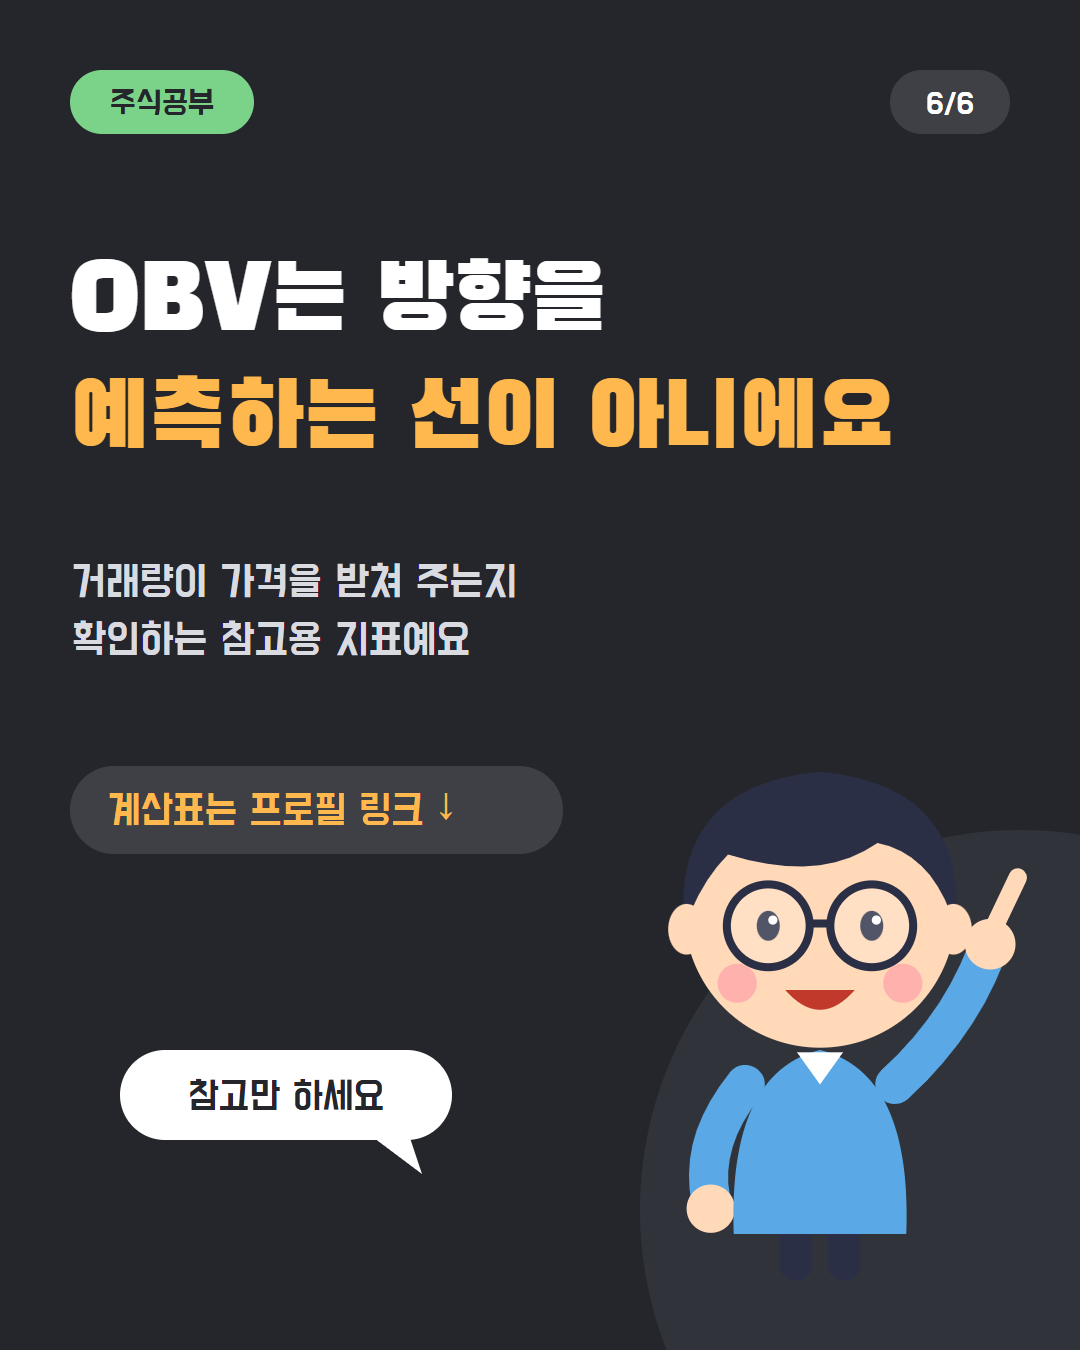 주식공부
6/6
OBV는 방향을
예측하는 선이 아니에요
거래량이 가격을 받쳐 주는지
확인하는 참고용 지표예요
계산표는 프로필 링크 ↓
참고만 하세요